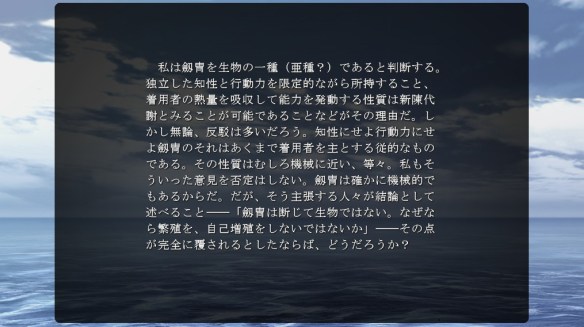 私は劔冑を生物の一種（亜種？）であると判断する。
独立した知性と行動力を限定的ながら所持すること、
着用者の熱量を吸収して能力を発動する性質は新陳代
謝とみることが可能であることなどがその理由だ。し
かし無論、反駁は多いだろう。知性にせよ行動力にせ
よ劔冑のそれはあくまで着用者を主とする従的なもの
である。その性質はむしろ機械に近い、等々。私もそ
ういった意見を否定はしない。劔冑は確かに機械的で
もあるからだ。だが、そう主張する人々が結論として
述べること――「劔冑は断じて生物ではない。なぜな
ら繁殖を、自己増殖をしないではないか」――その点
が完全に覆されるとしたならば、どうだろうか？